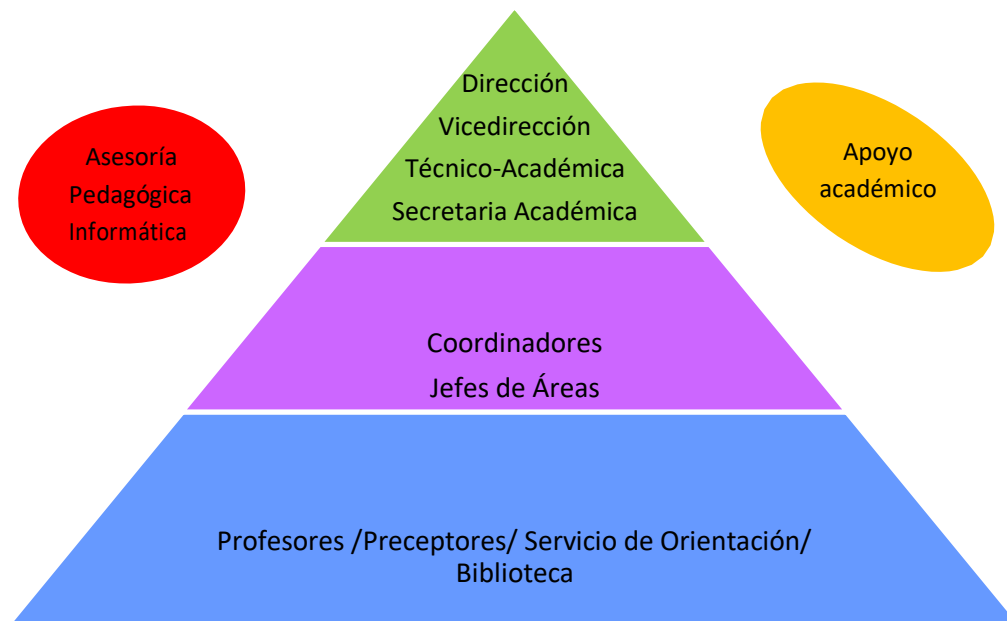 Dirección
Vicedirección
Técnico-Académica
Secretaria Académica
Asesoría
Pedagógica
Informática
Apoyo
académico
Coordinadores
Jefes de Áreas
Profesores /Preceptores/ Servicio de Orientación/
Biblioteca